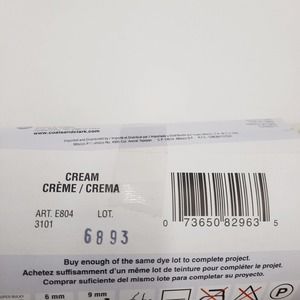 www.coatsandclark.com
CREAM
CRÈME / CREMA
ART. E804 LOT.
3101
6893
0 73650 82963 5
Buy enough of the same dye lot to complete project.
Achetez suffisamment d'un même lot de teinture pour compléter le projet.
Comprar suficiente del mismo lote para completar su proyecto.
6 mm 9 mm